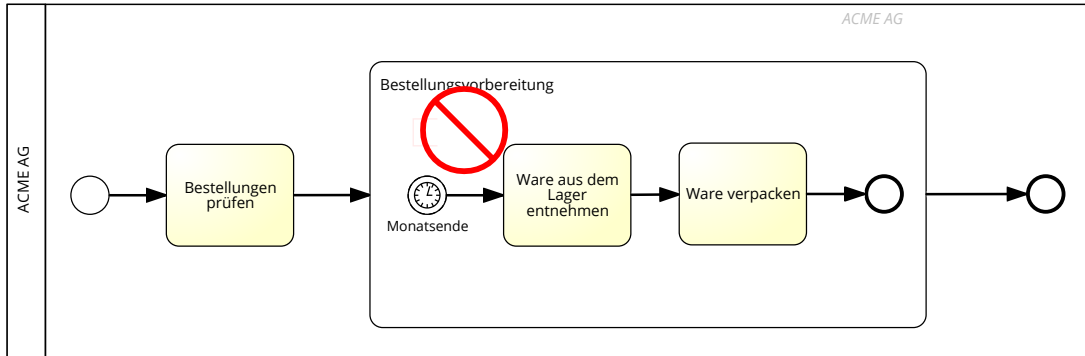 ACME AG
ACME AG
Bestellungen
prüfen
Bestellungsvorbereitung
Monatsende
Ware aus dem
Lager
entnehmen
Ware verpacken